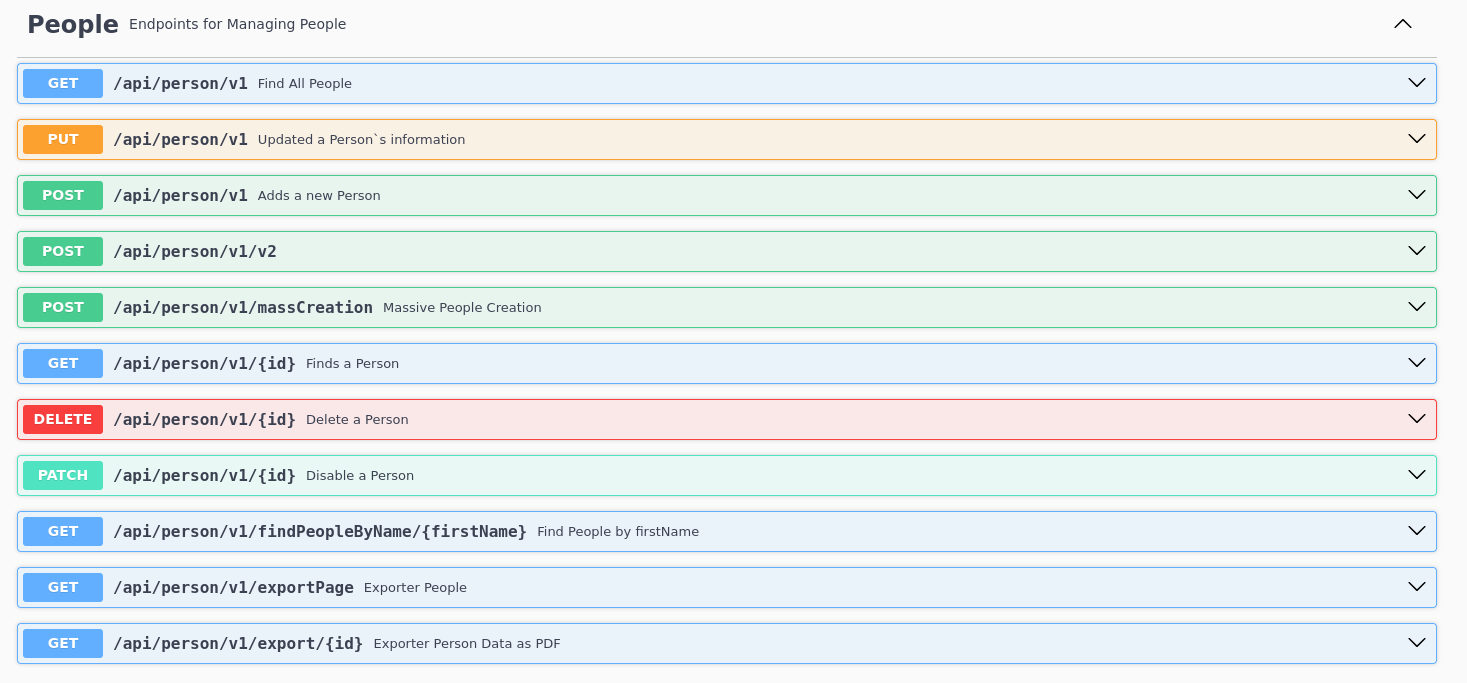 People Endpoints for Managing People
GET /api/person/v1 Find All People
PUT /api/person/v1 Updated a Person`s information
POST /api/person/v1 Adds a new Person
POST /api/person/v1/v2
POST /api/person/v1/massCreation Massive People Creation
GET /api/person/v1/{id} Finds a Person
DELETE /api/person/v1/{id} Delete a Person
PATCH /api/person/v1/{id} Disable a Person
GET /api/person/v1/findPeopleByName/{firstName} Find People by firstName
GET /api/person/v1/exportPage Exporter People
GET /api/person/v1/export/{id} Exporter Person Data as PDF